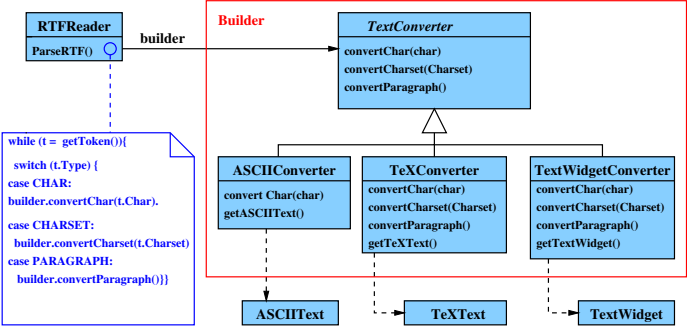 RTFReader
ParseRTF()
builder
Builder
TextConverter
convertChar(char)
convertCharset(Charset)
convertParagraph()
while (t = getToken()){
switch (t.Type) {
case CHAR:
builder.convertChar(t.Char).
case CHARSET:
builder.convertCharset(t.Charset)
case PARAGRAPH:
builder.convertParagraph()}}
ASCIIConverter
convert Char(char)
getASCIIText()
TeXConverter
convertChar(char)
convertCharset(Charset)
convertParagraph()
getTeXText()
TextWidgetConverter
convertChar(char)
convertCharset(Charset)
convertParagraph()
getTextWidget()
ASCIIText
TeXText
TextWidget